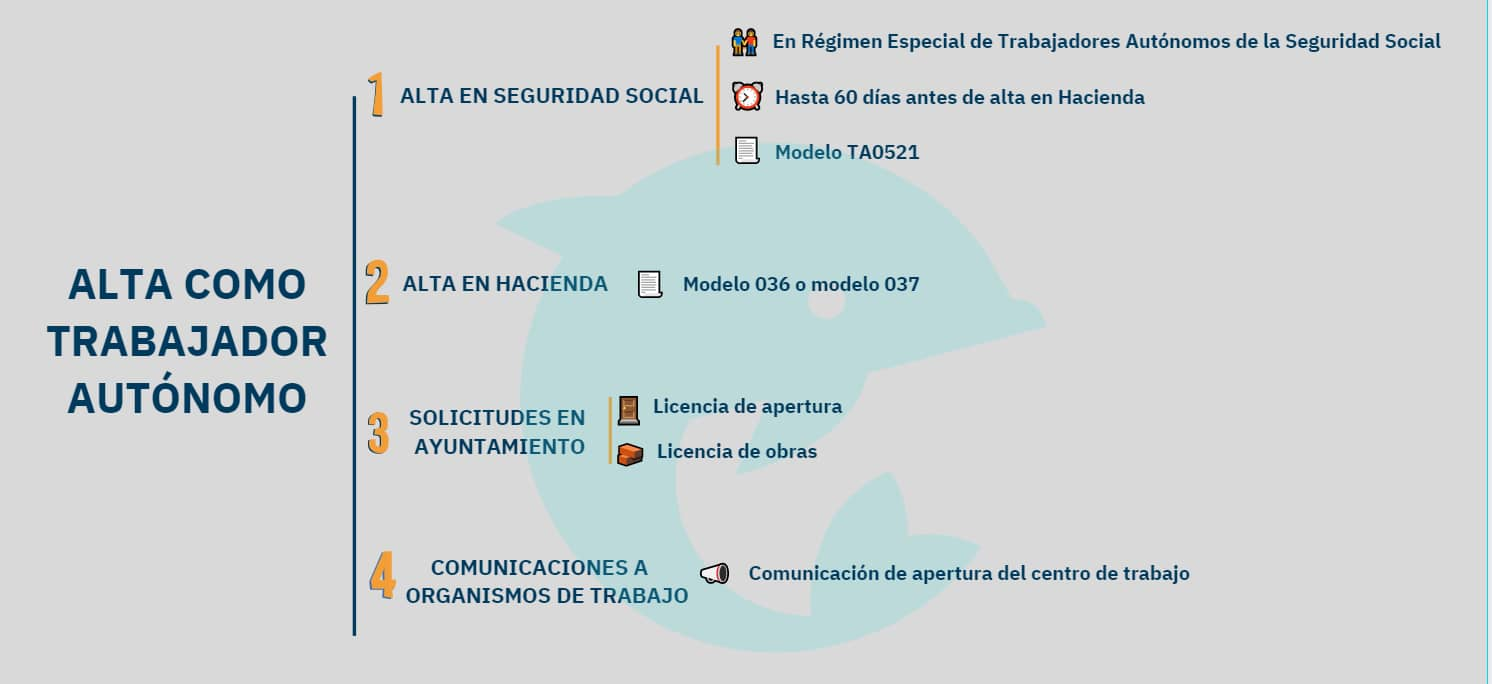 ALTA COMO
TRABAJADOR
AUTÓNOMO
1 ALTA EN SEGURIDAD SOCIAL
En Régimen Especial de Trabajadores Autónomos de la Seguridad Social
Hasta 60 días antes de alta en Hacienda
Modelo TA0521
2 ALTA EN HACIENDA
Modelo 036 o modelo 037
3 SOLICITUDES EN
AYUNTAMIENTO
Licencia de apertura
Licencia de obras
4 COMUNICACIONES A
ORGANISMOS DE TRABAJO
Comunicación de apertura del centro de trabajo